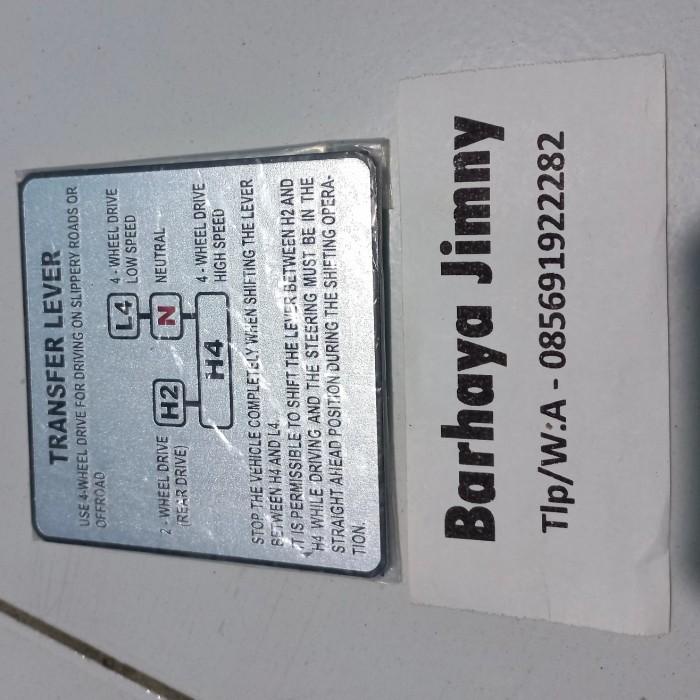 TRANSFER LEVER
USE 4-WHEEL DRIVE FOR DRIVING ON SLIPPERY ROADS OR
OFFROAD
L4
4 - WHEEL DRIVE
LOW SPEED
2 - WHEEL DRIVE
(REAR DRIVE)
H2
N
NEUTRAL
H4
4 - WHEEL DRIVE
HIGH SPEED
STOP THE VEHICLE COMPLETELY WHEN SHIFTING THE LEVER
BETWEEN H4 AND L4.
IT IS PERMISSIBLE TO SHIFT THE LEVER BETWEEN H2 AND
H4 WHILE DRIVING AND THE STEERING MUST BE IN THE
STRAIGHT AHEAD POSITION DURING THE SHIFTING OPERA-
TION.
Barhaya Jimny
Tlp/W.A - 085691922282